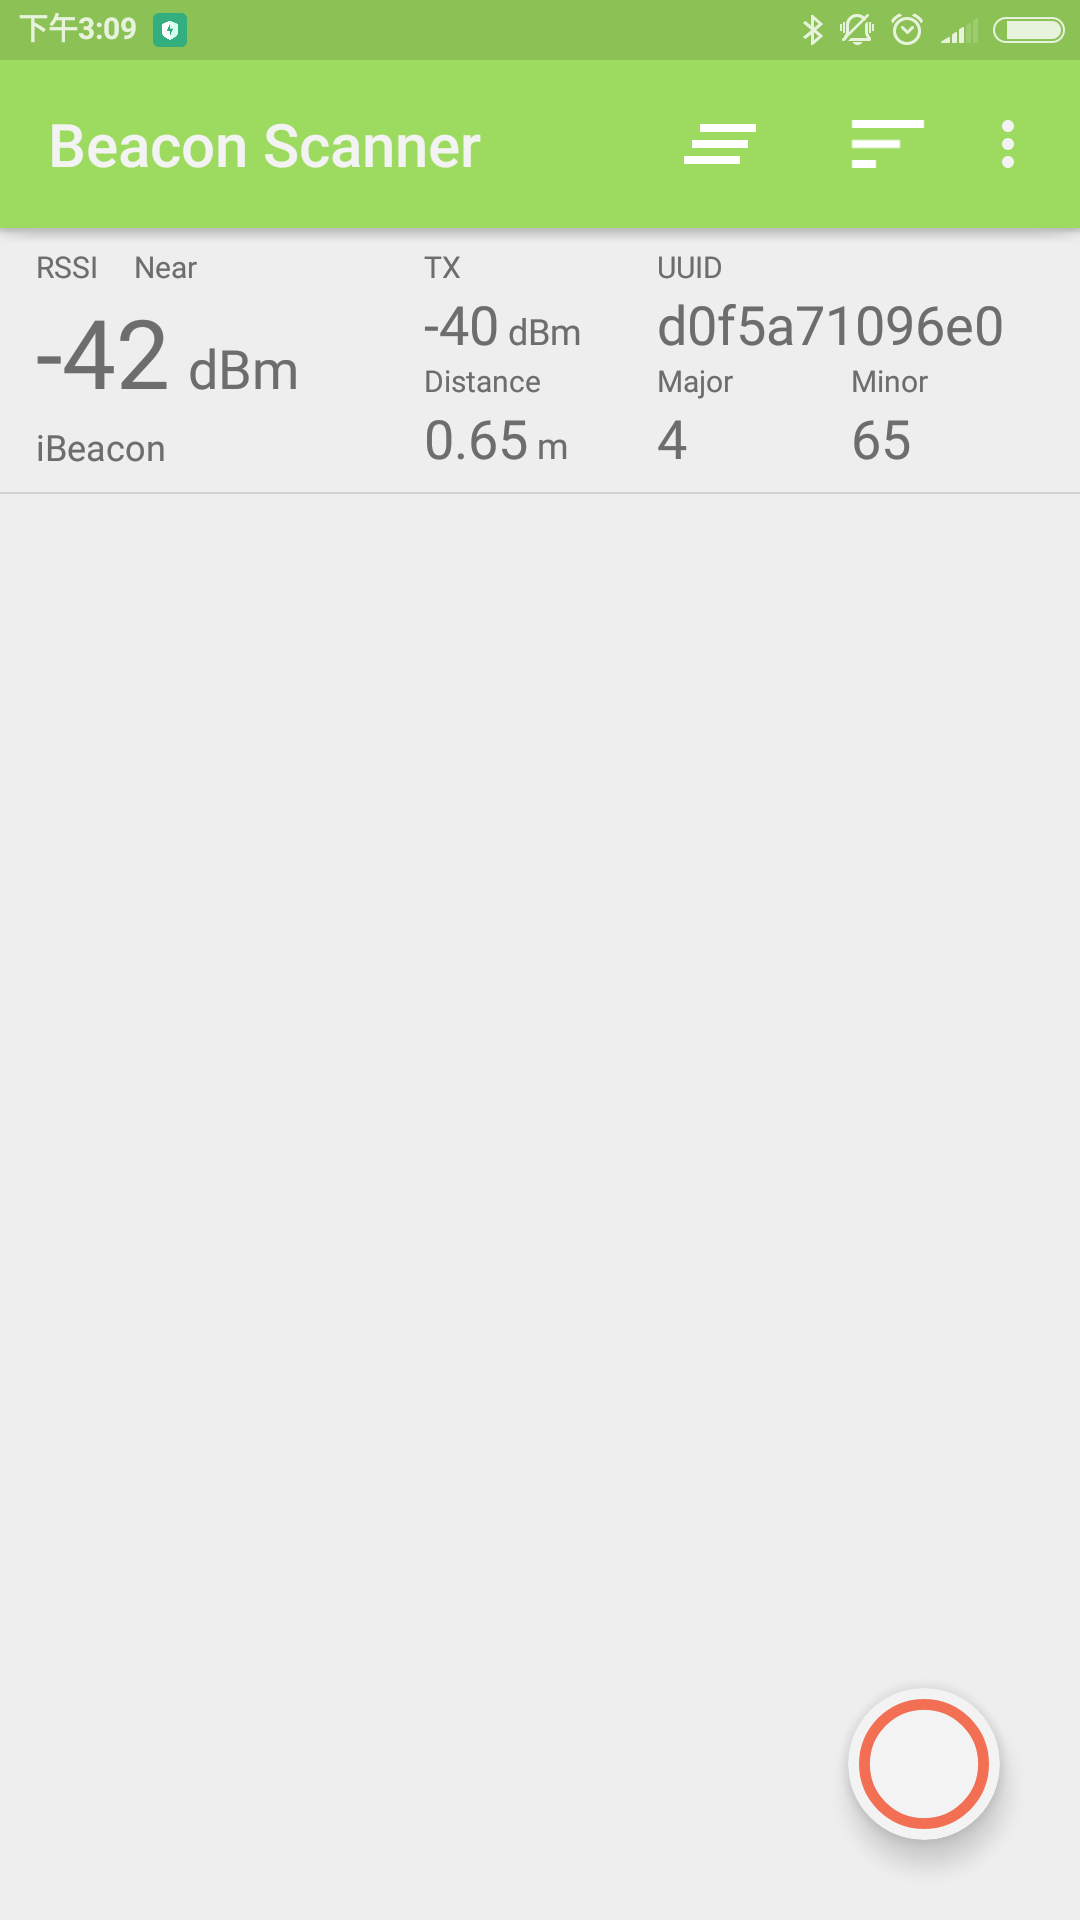 下午3:09
Beacon Scanner
RSSI Near TX UUID
-42 dBm -40 dBm d0f5a71096e0
Distance Major Minor
iBeacon 0.65 m 4 65